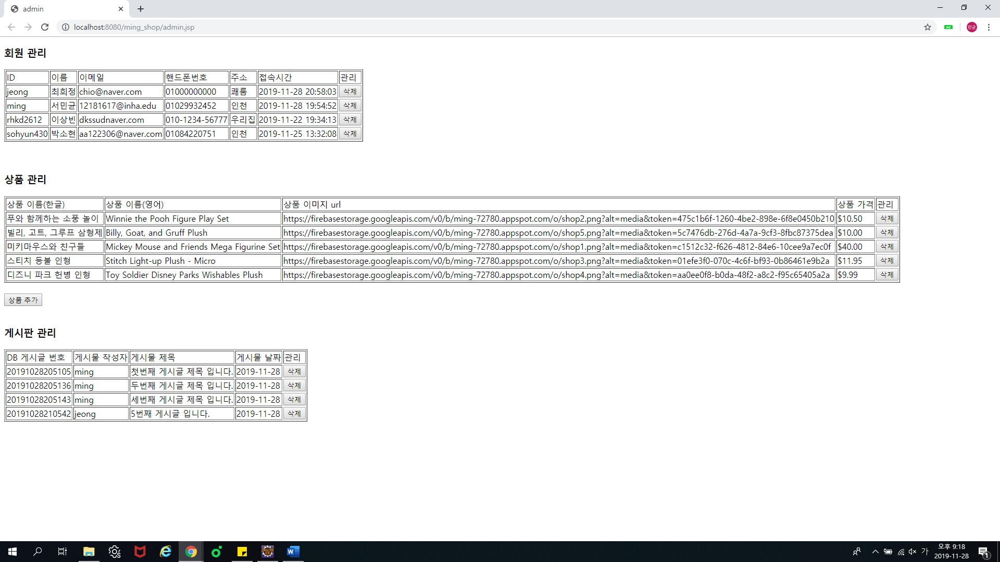 admin
localhost:8080/ming_shop/admin.jsp
AC
민균
회원 관리
ID 이름 이메일 핸드폰번호 주소 접속시간 관리
jeong 최희정 chio@naver.com 01000000000 쾌룸 2019-11-28 20:58:03 삭제
ming 서민균 12181617@inha.edu 01029932452 인천 2019-11-28 19:54:52 삭제
rhkd2612 이상빈 dkssudnaver.com 010-1234-56777 우리집 2019-11-22 19:34:13 삭제
sohyun430 박소현 aa122306@naver.com 01084220751 인천 2019-11-25 13:32:08 삭제
상품 관리
상품 이름(한글) 상품 이름(영어) 상품 이미지 url 상품 가격 관리
푸와 함께하는 소풍 놀이 Winnie the Pooh Figure Play Set https://firebasestorage.googleapis.com/v0/b/ming-72780.appspot.com/o/shop2.png?alt=media&token=475c1b6f-1260-4be2-898e-6f8e0450b210 $10.50 삭제
빌리, 고트, 그루프 삼형제 Billy, Goat, and Gruff Plush https://firebasestorage.googleapis.com/v0/b/ming-72780.appspot.com/o/shop5.png?alt=media&token=5c7476db-276d-4a7a-9cf3-8fbc87375dea $10.00 삭제
미키마우스와 친구들 Mickey Mouse and Friends Mega Figurine Set https://firebasestorage.googleapis.com/v0/b/ming-72780.appspot.com/o/shop1.png?alt=media&token=c1512c32-f626-4812-84e6-10cee9a7ec0f $40.00 삭제
스티치 등불 인형 Stitch Light-up Plush - Micro https://firebasestorage.googleapis.com/v0/b/ming-72780.appspot.com/o/shop3.png?alt=media&token=01efe3f0-070c-4c6f-bf93-0b86461e9b2a $11.95 삭제
디즈니 파크 헌병 인형 Toy Soldier Disney Parks Wishables Plush https://firebasestorage.googleapis.com/v0/b/ming-72780.appspot.com/o/shop4.png?alt=media&token=aa0ee0f8-b0da-48f2-a8c2-f95c65405a2a $9.99 삭제
상품 추가
게시판 관리
DB 게시글 번호 게시물 작성자 게시물 제목 게시물 날짜 관리
20191028205105 ming 첫번째 게시글 제목 입니다. 2019-11-28 삭제
20191028205136 ming 두번째 게시글 제목 입니다. 2019-11-28 삭제
20191028205143 ming 세번째 게시글 제목 입니다. 2019-11-28 삭제
20191028210542 jeong 5번째 게시글 입니다. 2019-11-28 삭제
가
오후 9:18
2019-11-28
1